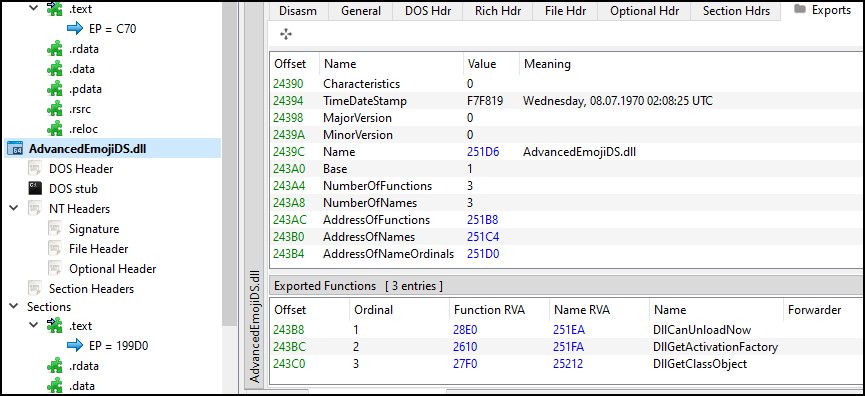 .text
EP = C70
.rdata
.data
.pdata
.rsrc
.reloc
AdvancedEmojiDS.dll
DOS Header
DOS stub
NT Headers
Signature
File Header
Optional Header
Section Headers
Sections
.text
EP = 199D0
.rdata
.data
AdvancedEmojiDS.dll
Disasm General DOS Hdr Rich Hdr File Hdr Optional Hdr Section Hdrs Exports
Offset Name Value Meaning
24390 Characteristics 0
24394 TimeDateStamp F7F819 Wednesday, 08.07.1970 02:08:25 UTC
24398 MajorVersion 0
2439A MinorVersion 0
2439C Name 251D6 AdvancedEmojiDS.dll
243A0 Base 1
243A4 NumberOfFunctions 3
243A8 NumberOfNames 3
243AC AddressOfFunctions 251B8
243B0 AddressOfNames 251C4
243B4 AddressOfNameOrdinals 251D0
Exported Functions [ 3 entries ]
Offset Ordinal Function RVA Name RVA Name Forwarder
243B8 1 28E0 251EA DllCanUnloadNow
243BC 2 2610 251FA DllGetActivationFactory
243C0 3 27F0 25212 DllGetClassObject